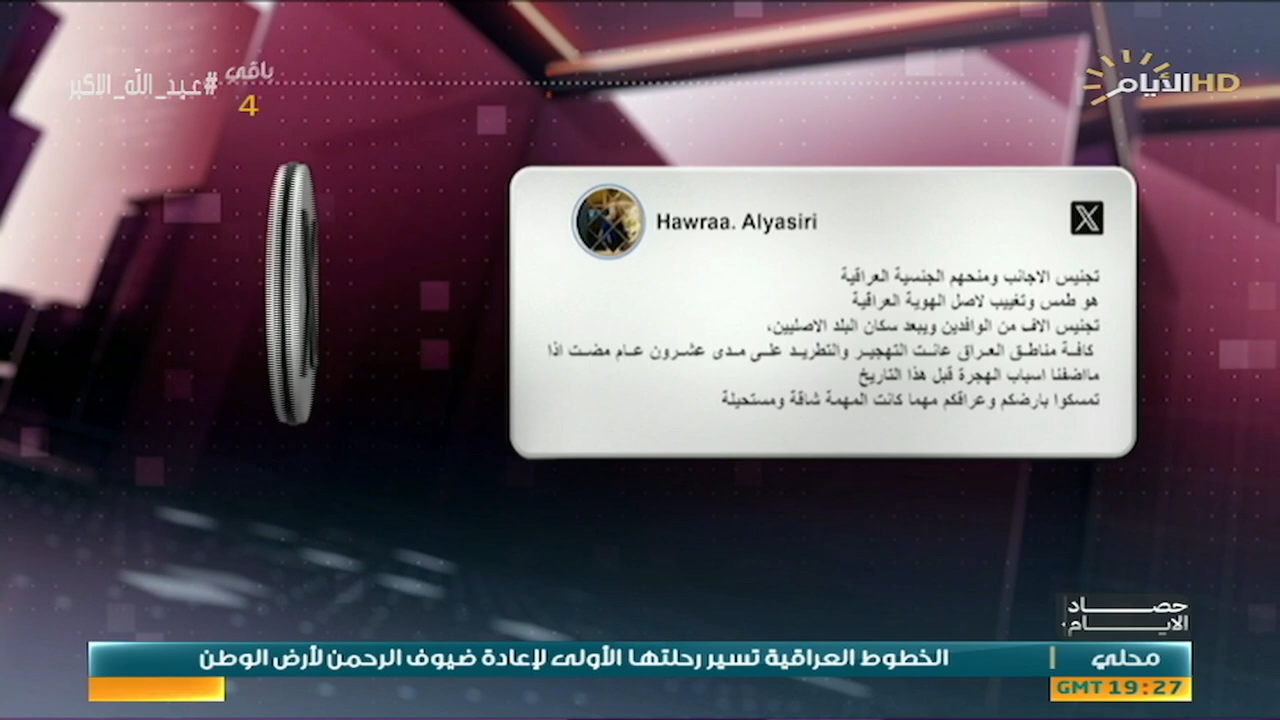 باقي
#عيد_الله_الاكبر
4
الأيام HD
Hawraa. Alyasiri
X
تجنيس الاجانب ومنحهم الجنسية العراقية
هو طمس وتغييب لاصل الهوية العراقية
تجنيس الاف من الوافدين ويبعد سكان البلد الاصليين،
كافة مناطق العراق عانت التهجير والتطريد على مدى عشرون عام مضت اذا
مااضفنا اسباب الهجرة قبل هذا التاريخ
تمسكوا بارضكم وعراقكم مهما كانت المهمة شاقة ومستحيلة
حصاد
الايام
محلي
الخطوط العراقية تسير رحلتها الأولى لإعادة ضيوف الرحمن لأرض الوطن
GMT 19:27